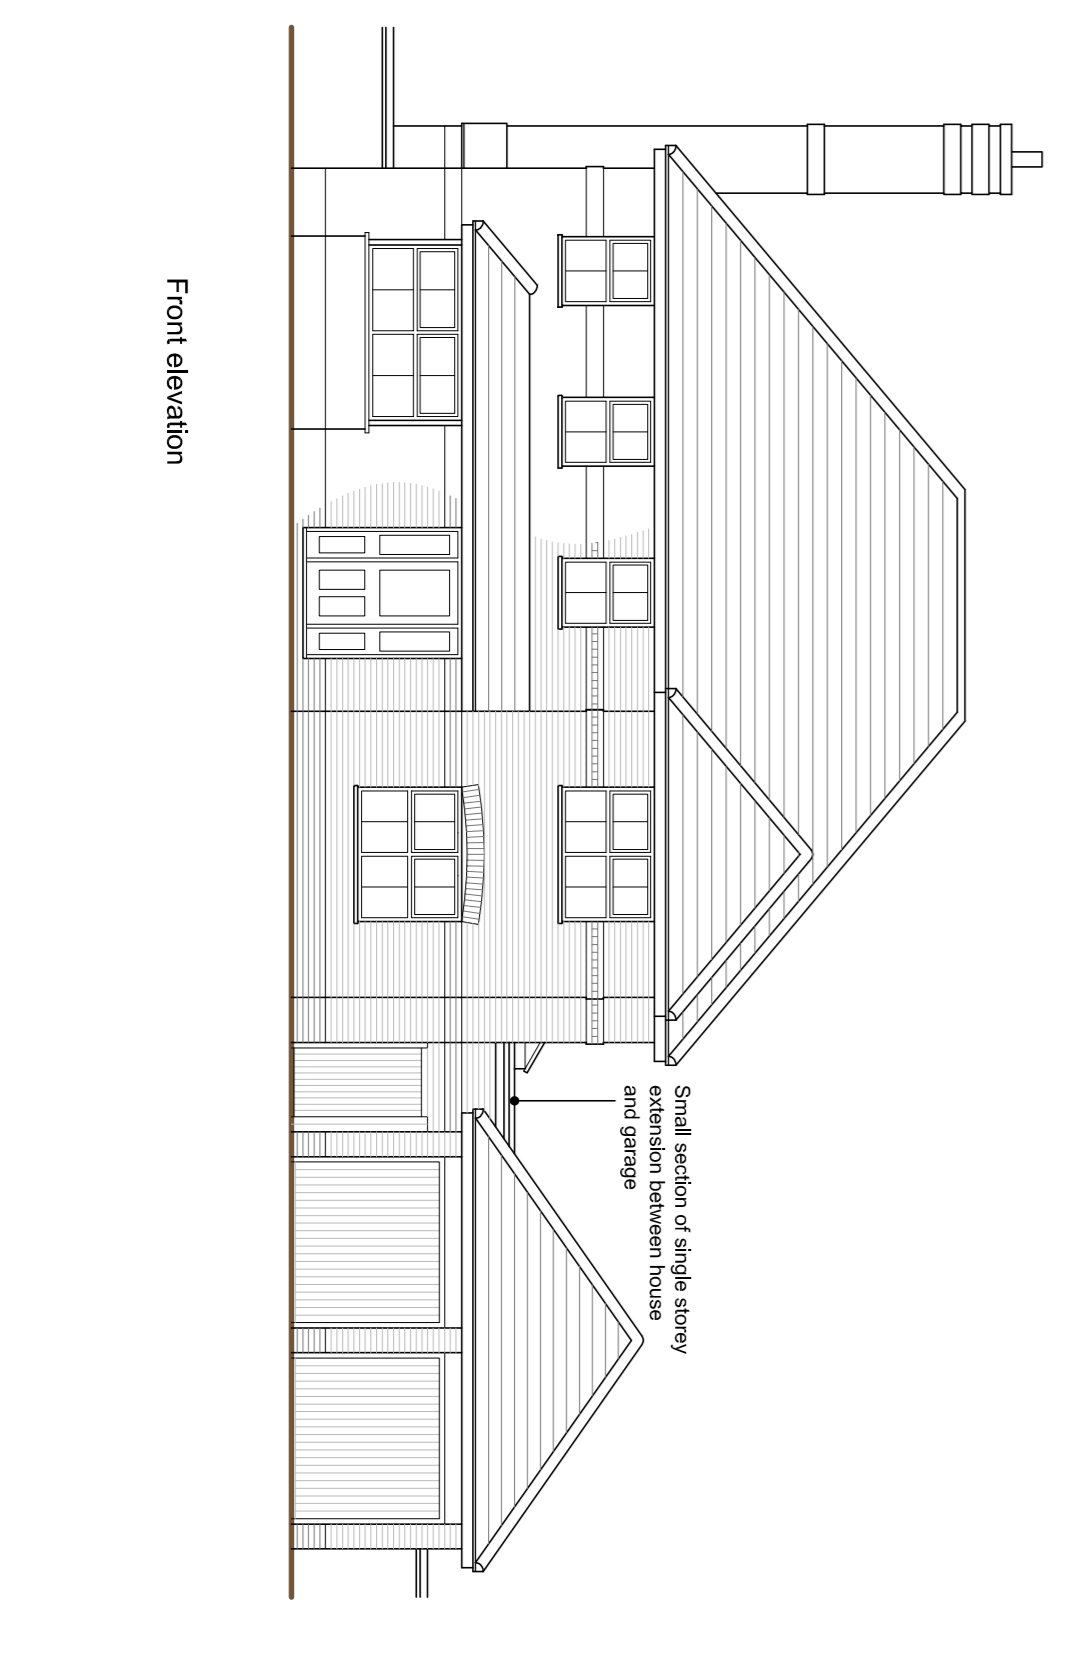 Small section of single storey
extension between house
and garage
Front elevation